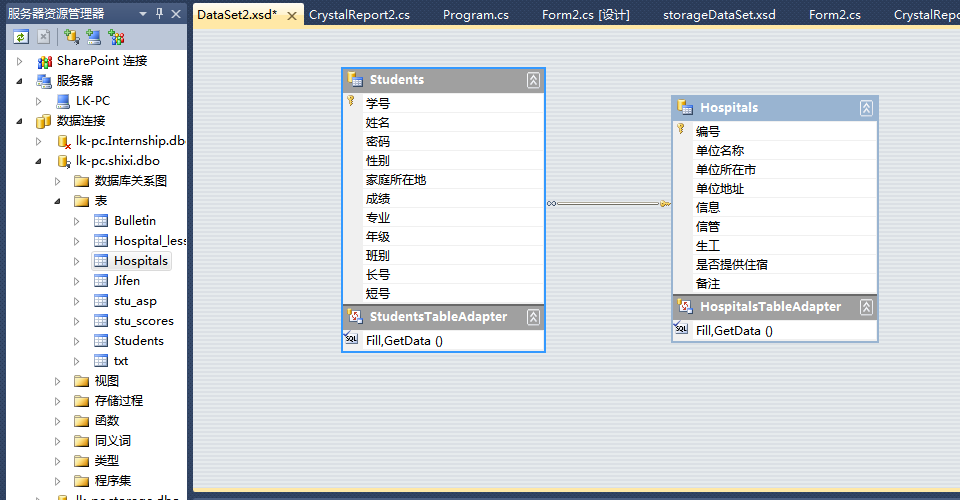 服务器资源管理器
SharePoint 连接
服务器
LK-PC
数据连接
lk-pc.Internship.db
lk-pc.shixi.dbo
数据库关系图
表
Bulletin
Hospital_less
Hospitals
Jifen
stu_asp
stu_scores
Students
txt
视图
存储过程
函数
同义词
类型
程序集
lk-pc.storage.dbo
DataSet2.xsd*
CrystalReport2.cs
Program.cs
Form2.cs [设计]
storageDataSet.xsd
Form2.cs
CrystalRepo
Students
学号
姓名
密码
性别
家庭所在地
成绩
专业
年级
班别
长号
短号
StudentsTableAdapter
SQL
Fill,GetData ()
Hospitals
编号
单位名称
单位所在市
单位地址
信息
信管
生工
是否提供住宿
备注
HospitalsTableAdapter
SQL
Fill,GetData ()